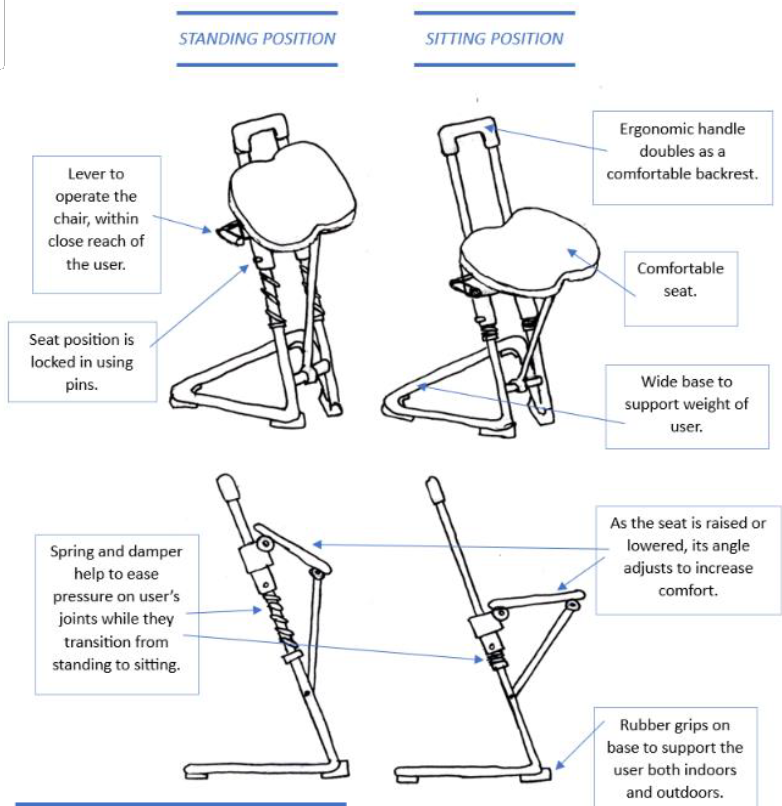 STANDING POSITION
SITTING POSITION
Ergonomic handle
doubles as a
comfortable backrest.
Lever to
operate the
chair, within
close reach of
the user.
Comfortable
seat.
Seat position is
locked in using
pins.
Wide base to
support weight of
user.
As the seat is raised or
lowered, its angle
adjusts to increase
comfort.
Spring and damper
help to ease
pressure on user's
joints while they
transition from
standing to sitting.
Rubber grips on
base to support the
user both indoors
and outdoors.